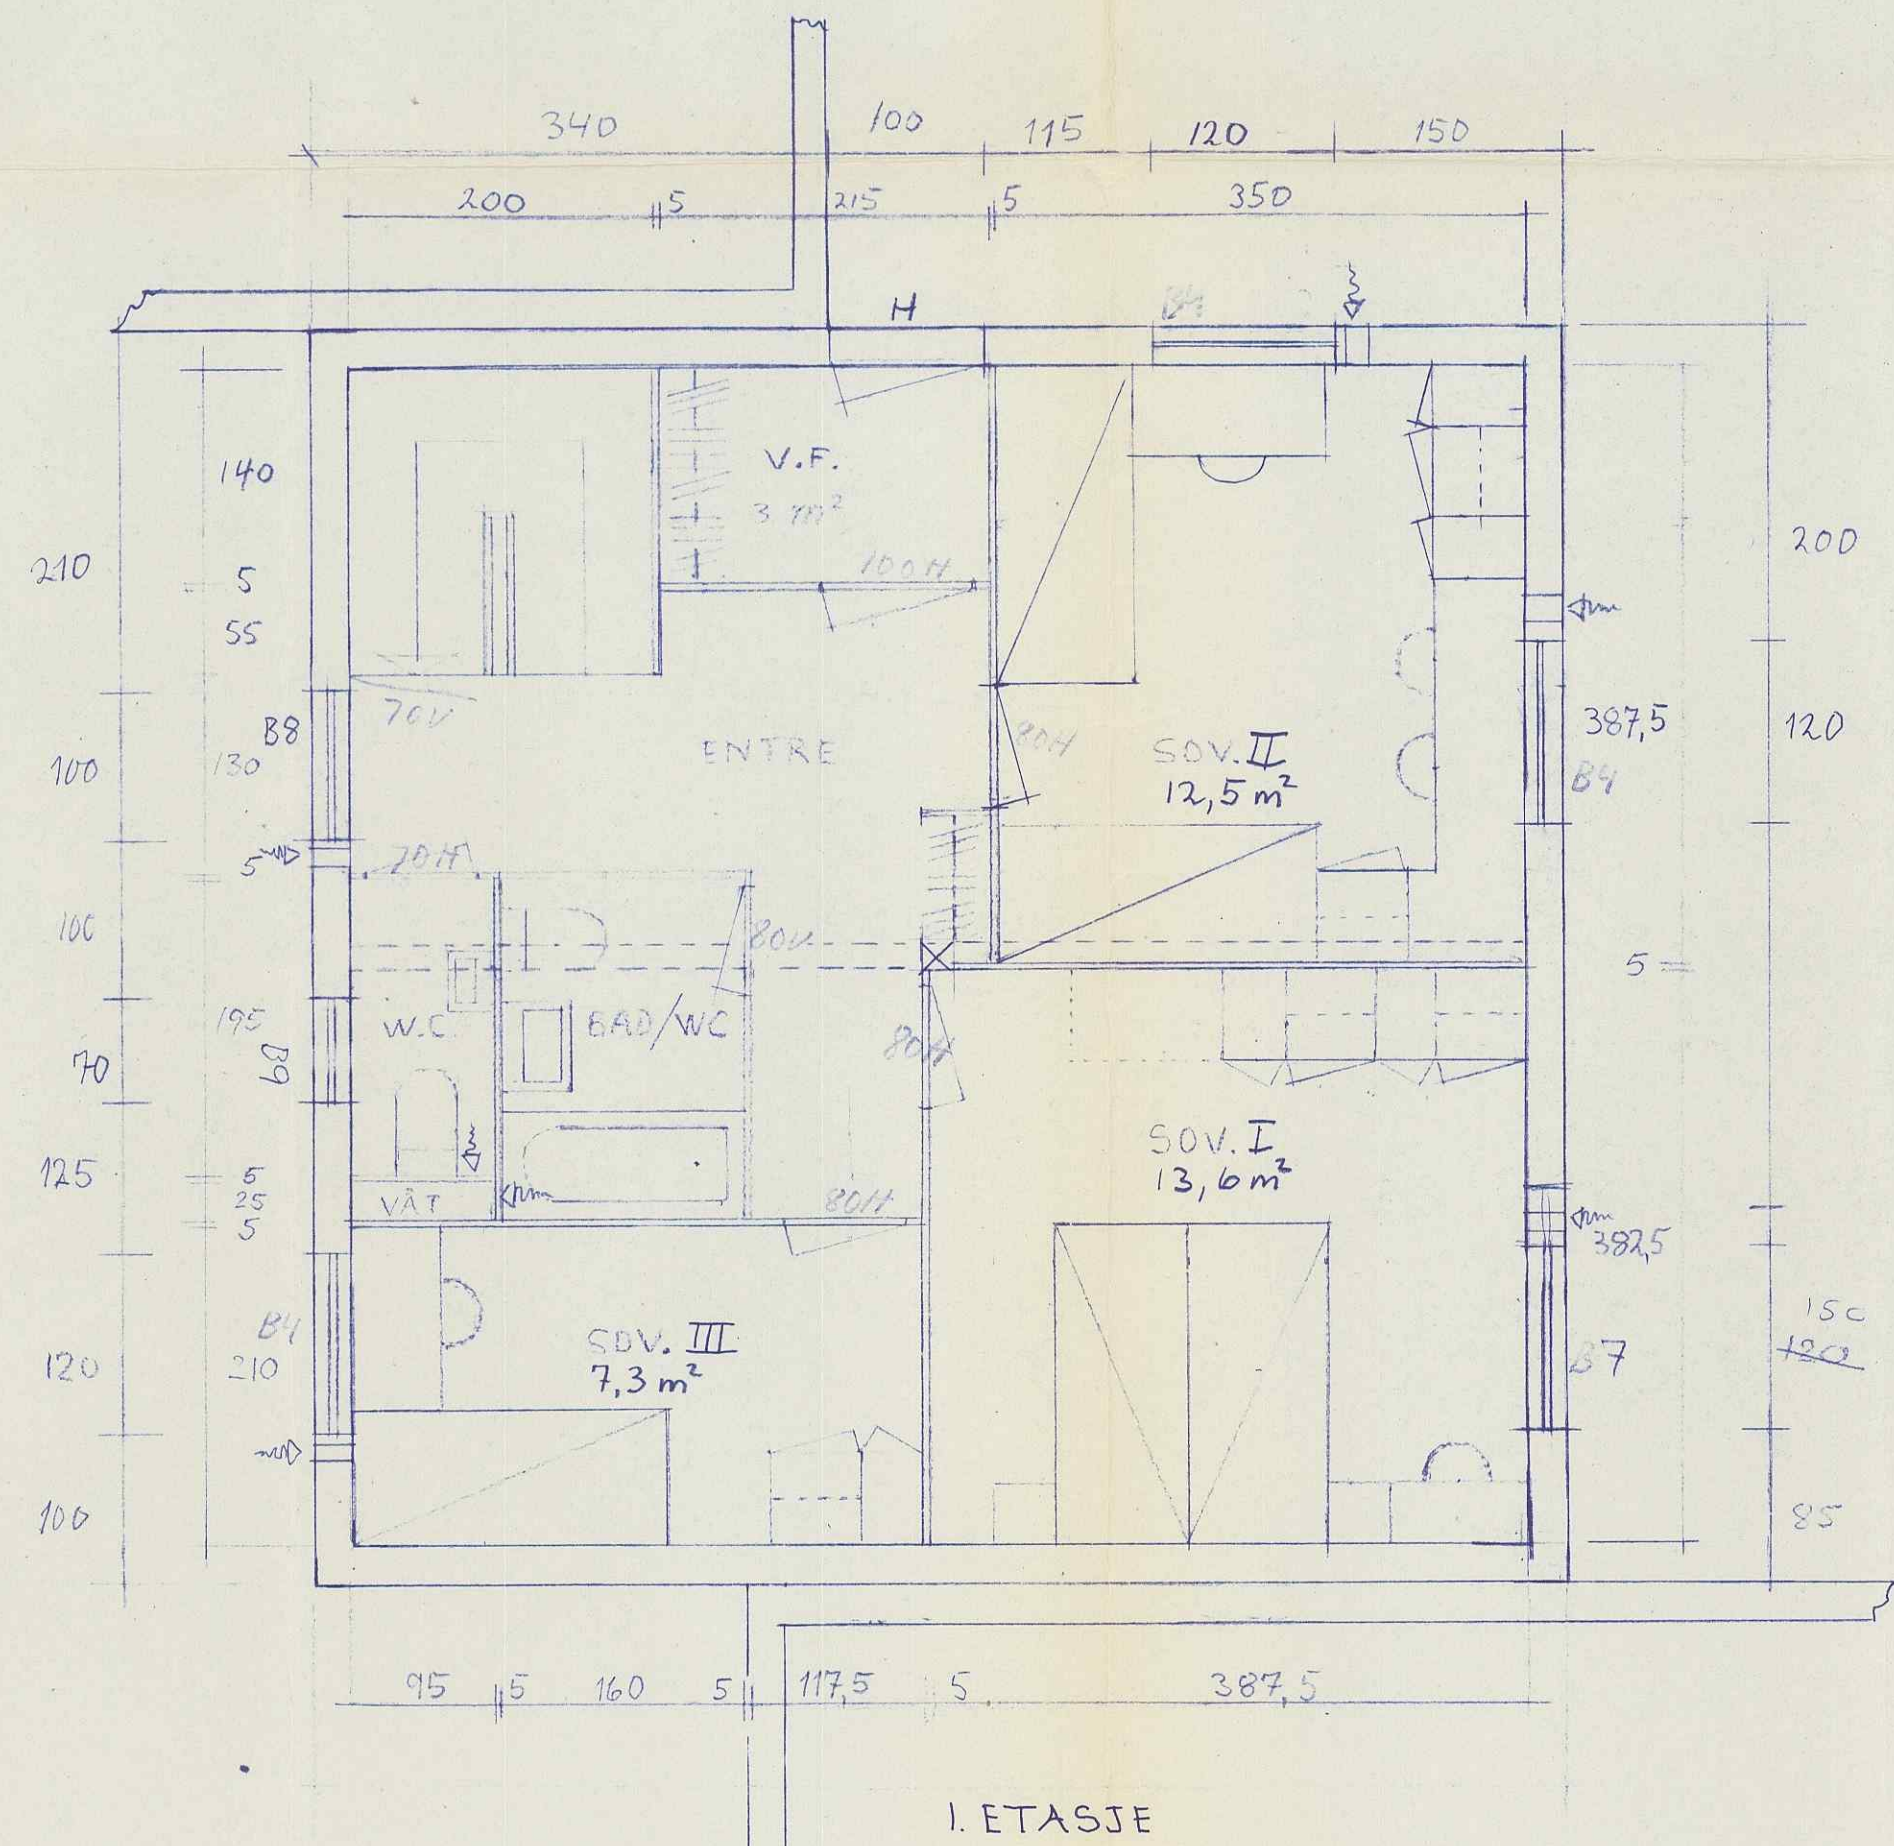 340 100 115 120 150
200 5 215 5 350
H B4
V.F.
3 m²
140
210
5
55
100H
200
70V
B8
130
100
ENTRE
80H
SOV. II
12,5 m²
387,5
120
B4
5
70H
100
80V
5
195
W.C.
BAD/WC
80H
70
B9
125
5
25
5
VÅT
80H
SOV. I
13,6 m²
382,5
B4
210
120
SOV. III
7,3 m²
150
120
B7
100
85
95 5 160 5 117,5 5 387,5
1. ETASJE